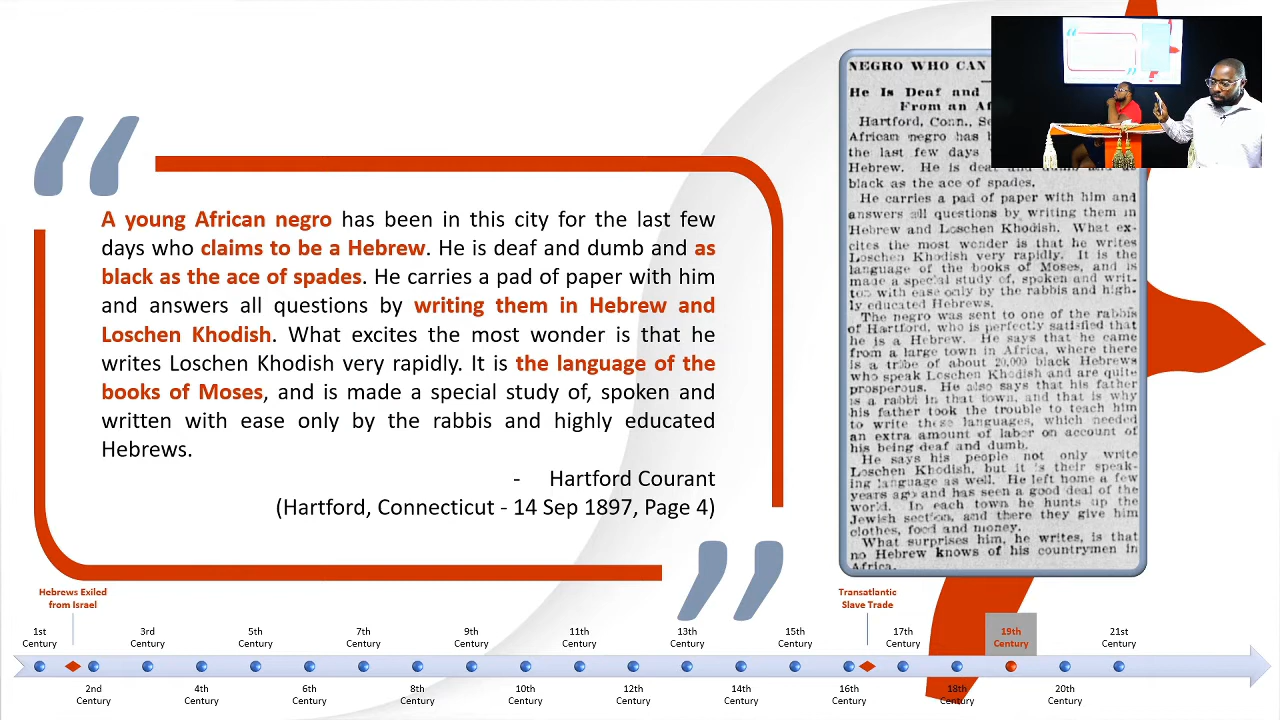 A young African negro has been in this city for the last few
days who claims to be a Hebrew. He is deaf and dumb and as
black as the ace of spades. He carries a pad of paper with him
and answers all questions by writing them in Hebrew and
Loschen Khodish. What excites the most wonder is that he
writes Loschen Khodish very rapidly. It is the language of the
books of Moses, and is made a special study of, spoken and
written with ease only by the rabbis and highly educated
Hebrews.
- Hartford Courant
(Hartford, Connecticut - 14 Sep 1897, Page 4)
NEGRO WHO CAN
He Is Deaf and
From an
Hartford, Conn.,
African negro has
the last few days
Hebrew. He is
black as the ace of spades.
He carries a pad of paper with him and
answers all questions by writing them in
Hebrew and Loschen Khodish. What ex-
cites the most wonder is that he writes
Loschen Khodish very rapidly. It is the
language of the books of Moses, and is
made a special study of, spoken and writ-
ten with ease only by the rabbis and high-
ly educated Hebrews.
The negro was sent to one of the rabbis
of Hartford, who is perfectly satisfied that
he is a Hebrew. He says that he came
from a large town in Africa, where there
is a tribe of about 20,000 black Hebrews
who speak Loschen Khodish and are quite
prosperous. He also says that his father
is a rabbi in that town, and that is why
his father took the trouble to teach him
to write these languages, which needed
an extra amount of labor on account of
his being deaf and dumb.
He says his people not only write
Loschen Khodish, but it is their speak-
ing language as well. He left home a few
years ago and has seen a good deal of the
world. In each town he hunts up the
Jewish section, and there they give him
clothes, food and money.
What surprises him, he writes, is that
no Hebrew knows of his countrymen in
Africa.
Hebrews Exiled
from Israel
Transatlantic
Slave Trade
1st
Century
3rd
Century
5th
Century
7th
Century
9th
Century
11th
Century
13th
Century
15th
Century
17th
Century
19th
Century
21st
Century
2nd
Century
4th
Century
6th
Century
8th
Century
10th
Century
12th
Century
14th
Century
16th
Century
18th
Century
20th
Century